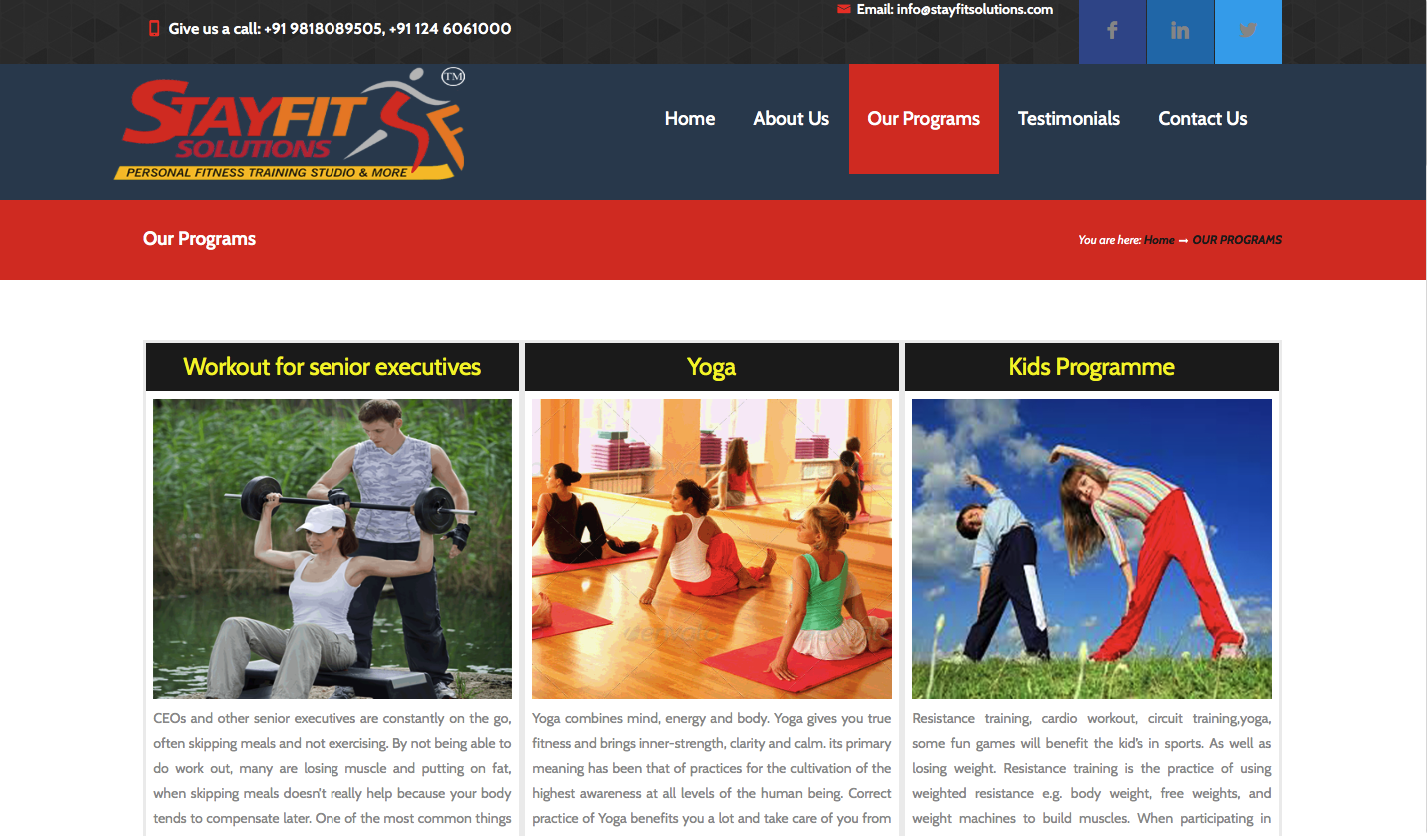 Give us a call: +91 9818089505, +91 124 6061000
Email: info@stayfitsolutions.com
f
in
STAYFIT
TM
SOLUTIONS
PERSONAL FITNESS TRAINING STUDIO & MORE
Home
About Us
Our Programs
Testimonials
Contact Us
Our Programs
You are here: Home → OUR PROGRAMS
Workout for senior executives
CEOs and other senior executives are constantly on the go,
often skipping meals and not exercising. By not being able to
do work out, many are losing muscle and putting on fat,
when skipping meals doesn't really help because your body
tends to compensate later. One of the most common things
Yoga
Yoga combines mind, energy and body. Yoga gives you true
fitness and brings inner-strength, clarity and calm. its primary
meaning has been that of practices for the cultivation of the
highest awareness at all levels of the human being. Correct
practice of Yoga benefits you a lot and take care of you from
Kids Programme
Resistance training, cardio workout, circuit training,yoga,
some fun games will benefit the kid's in sports. As well as
losing weight. Resistance training is the practice of using
weighted resistance e.g. body weight, free weights, and
weight machines to build muscles. When participating in